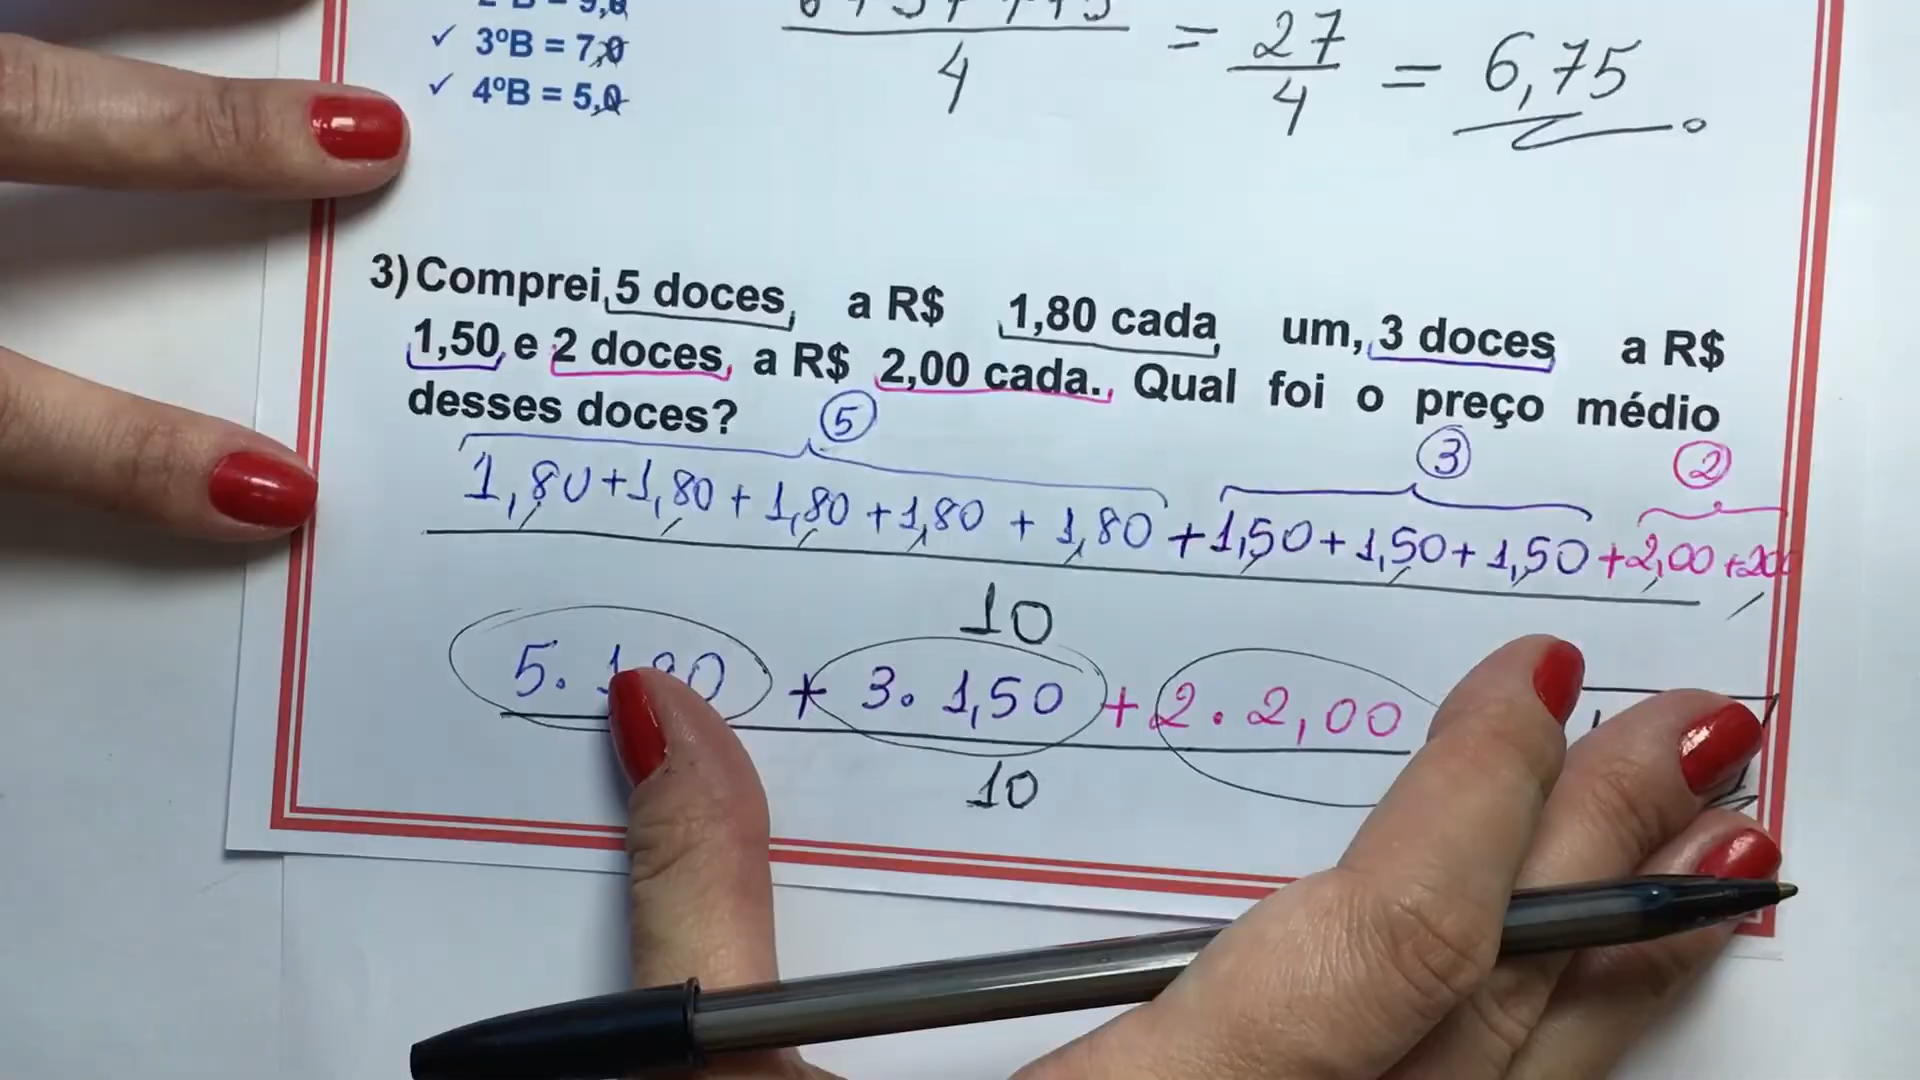 ✓ 3ºB = 7,0
✓ 4ºB = 5,0
4
= 27/4 = 6,75
3) Comprei 5 doces, a R$ 1,80 cada um, 3 doces a R$
1,50 e 2 doces, a R$ 2,00 cada. Qual foi o preço médio
desses doces?
5 3 2
1,80+1,80+1,80+1,80+1,80+1,50+1,50+1,50+2,00+2,00
10
5. + 3.1,50 + 2.2,00
10